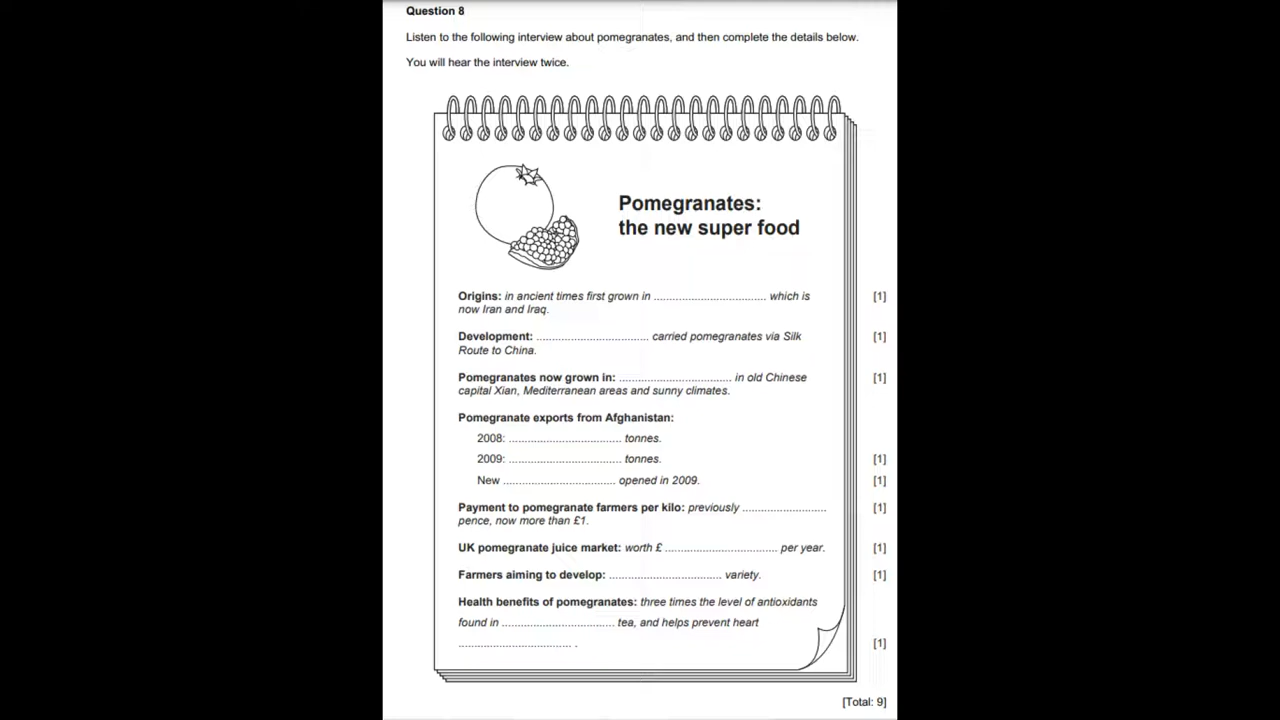 Question 8
Listen to the following interview about pomegranates, and then complete the details below.
You will hear the interview twice.
Pomegranates:
the new super food
Origins: in ancient times first grown in .................................... which is [1]
now Iran and Iraq.
Development: .................................... carried pomegranates via Silk [1]
Route to China.
Pomegranates now grown in: .................................... in old Chinese [1]
capital Xian, Mediterranean areas and sunny climates.
Pomegranate exports from Afghanistan:
2008: .................................... tonnes.
2009: .................................... tonnes. [1]
New .................................... opened in 2009. [1]
Payment to pomegranate farmers per kilo: previously ........................... [1]
pence, now more than £1.
UK pomegranate juice market: worth £ .................................... per year. [1]
Farmers aiming to develop: .................................... variety. [1]
Health benefits of pomegranates: three times the level of antioxidants
found in .................................... tea, and helps prevent heart
.................................... . [1]
[Total: 9]